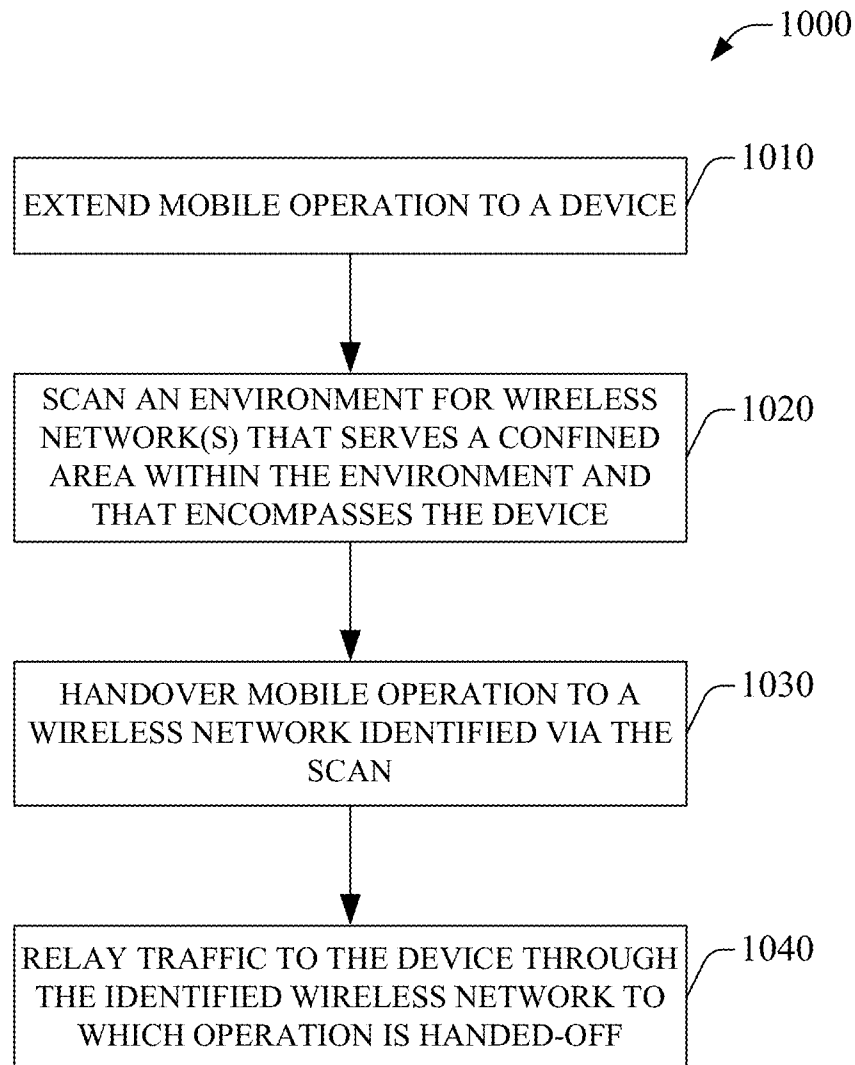 1000
1010
EXTEND MOBILE OPERATION TO A DEVICE
SCAN AN ENVIRONMENT FOR WIRELESS
NETWORK(S) THAT SERVES A CONFINED
AREA WITHIN THE ENVIRONMENT AND
THAT ENCOMPASSES THE DEVICE
1020
HANDOVER MOBILE OPERATION TO A
WIRELESS NETWORK IDENTIFIED VIA THE
SCAN
1030
RELAY TRAFFIC TO THE DEVICE THROUGH
THE IDENTIFIED WIRELESS NETWORK TO
WHICH OPERATION IS HANDED-OFF
1040